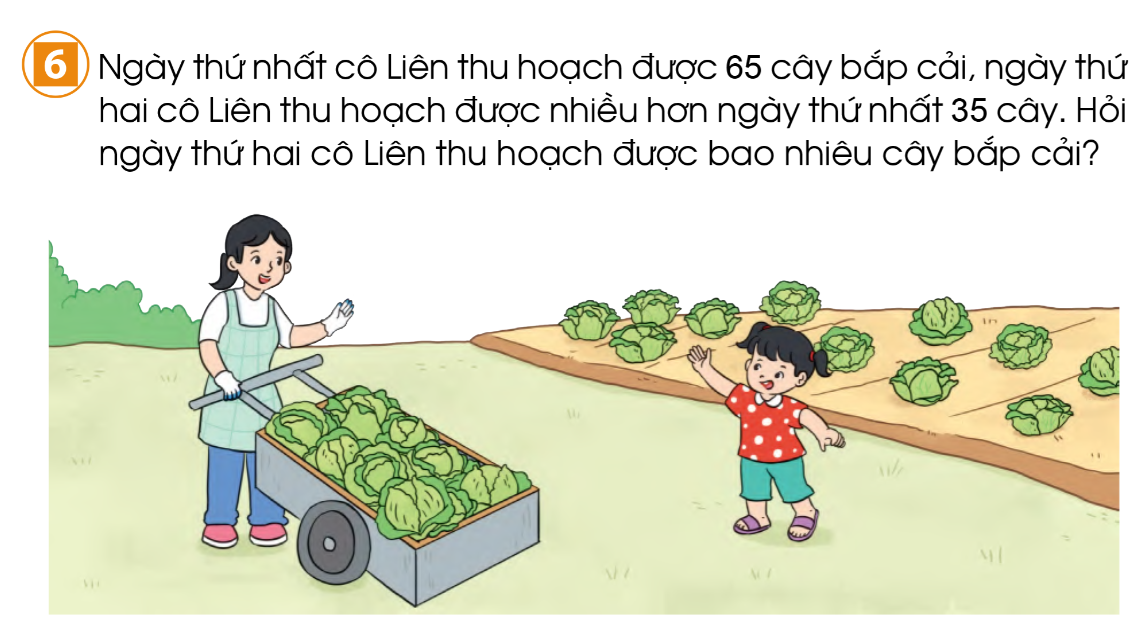 6 Ngày thứ nhất cô Liên thu hoạch được 65 cây bắp cải, ngày thứ
hai cô Liên thu hoạch được nhiều hơn ngày thứ nhất 35 cây. Hỏi
ngày thứ hai cô Liên thu hoạch được bao nhiêu cây bắp cải?